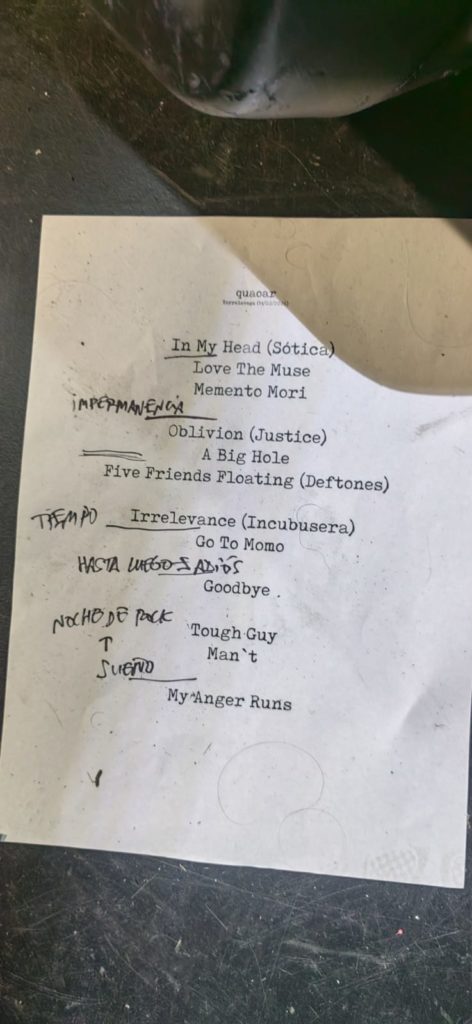 quaoar
In My Head (Sótica)
Love The Muse
Memento Mori
IMPERMANENCIA
Oblivion (Justice)
A Big Hole
Five Friends Floating (Deftones)
TIEMPO
Irrelevance (Incubusera)
Go To Momo
HASTA LUEGO ADIÓS
Goodbye
NOCHE DE ROCK
Tough Guy
Man`t
SUEÑO
My Anger Runs